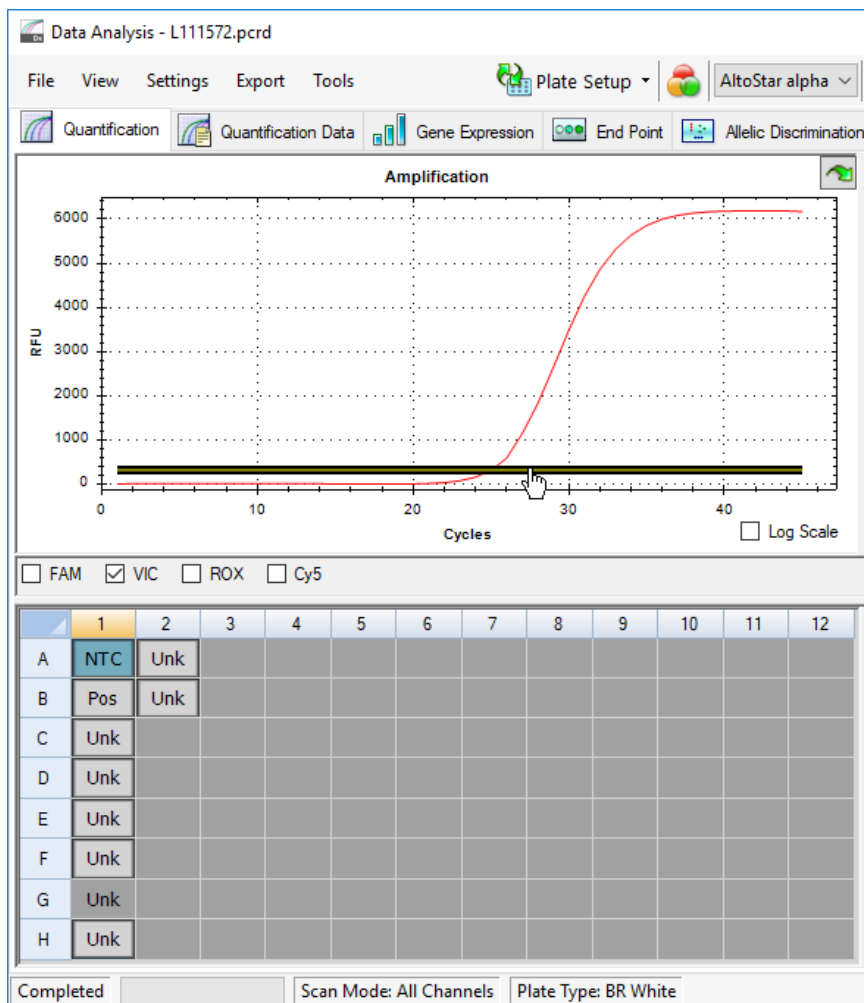 Data Analysis - L111572.pcrd
File View Settings Export Tools Plate Setup AltoStar alpha
Quantification Quantification Data Gene Expression End Point Allelic Discrimination
Amplification
6000
5000
4000
3000
2000
1000
0
RFU
0 10 20 30 40
Cycles
Log Scale
FAM VIC ROX Cy5
1 2 3 4 5 6 7 8 9 10 11 12
A NTC Unk
B Pos Unk
C Unk
D Unk
E Unk
F Unk
G Unk
H Unk
Completed Scan Mode: All Channels Plate Type: BR White